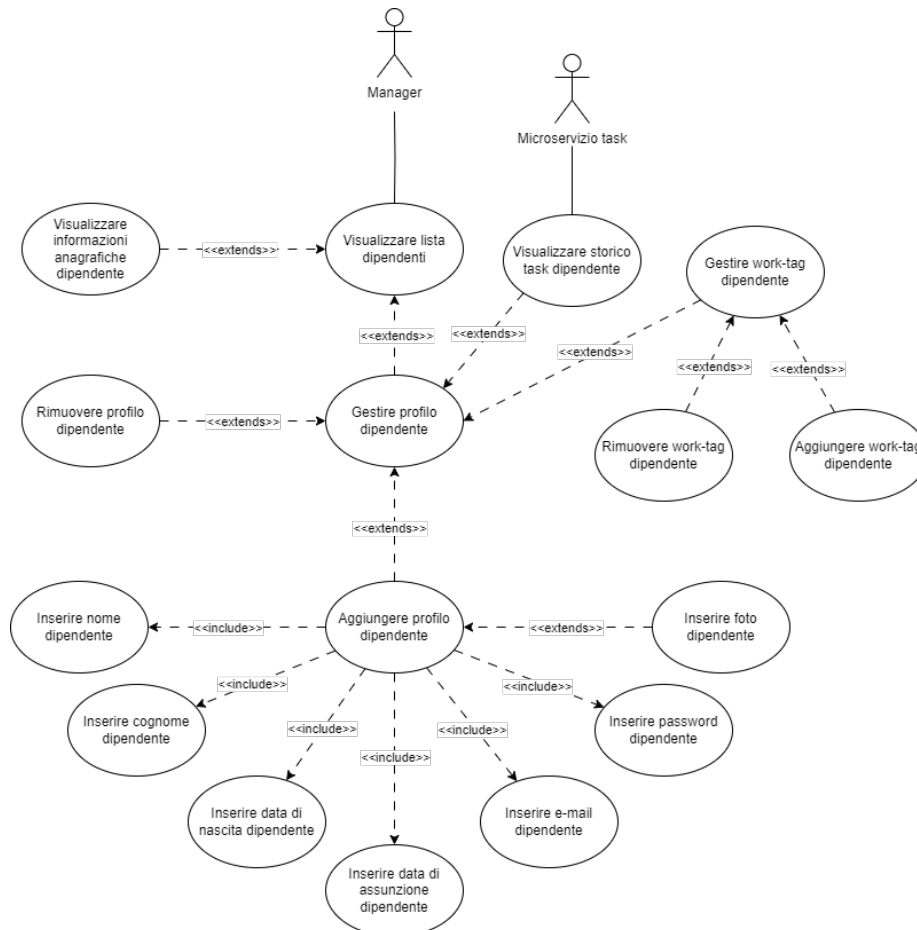 Manager
Microservizio task
Visualizzare
informazioni
anagrafiche
dipendente
<<extends>>
Visualizzare lista
dipendenti
Visualizzare storico
task dipendente
Gestire work-tag
dipendente
<<extends>>
<<extends>>
<<extends>>
<<extends>>
<<extends>>
Rimuovere profilo
dipendente
<<extends>>
Gestire profilo
dipendente
Rimuovere work-tag
dipendente
Aggiungere work-tag
dipendente
<<extends>>
Inserire nome
dipendente
<<include>>
Aggiungere profilo
dipendente
<<extends>>
Inserire foto
dipendente
<<include>>
<<include>>
Inserire cognome
dipendente
<<include>>
<<include>>
<<include>>
Inserire password
dipendente
Inserire data di
nascita dipendente
Inserire e-mail
dipendente
Inserire data di
assunzione
dipendente